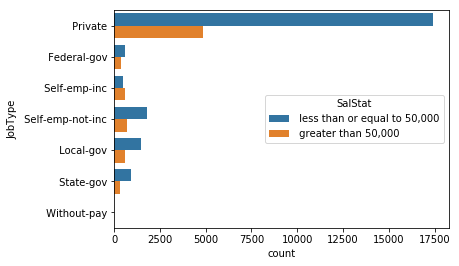 Private
Federal-gov
Self-emp-inc
Self-emp-not-inc
Local-gov
State-gov
Without-pay
JobType
SalStat
less than or equal to 50,000
greater than 50,000
0 2500 5000 7500 10000 12500 15000 17500
count